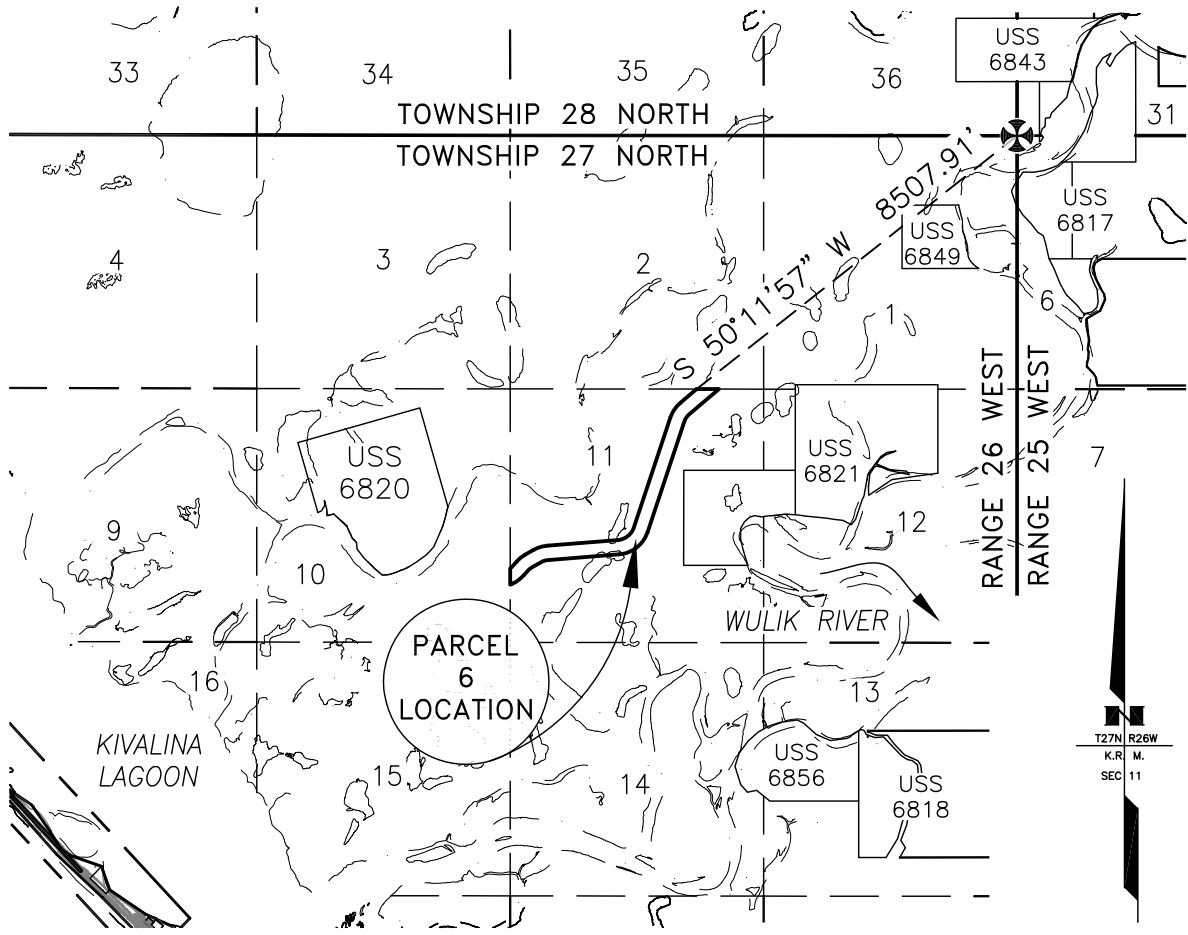 33
34
35
36
USS
6843
31
TOWNSHIP 28 NORTH
TOWNSHIP 27 NORTH
S 50°11'57" W 8507.91'
4
3
2
1
USS
6849
USS
6817
6
RANGE 26 WEST
RANGE 25 WEST
USS
6820
11
USS
6821
7
9
10
12
WULIK RIVER
PARCEL
6
LOCATION
16
13
KIVALINA
LAGOON
15
14
USS
6856
USS
6818
N
T27N R26W
K.R. M.
SEC 11